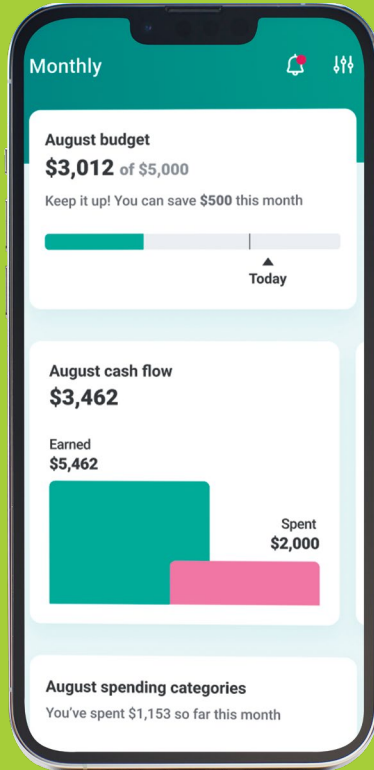 Monthly
August budget
$3,012 of $5,000
Keep it up! You can save $500 this month
Today
August cash flow
$3,462
Earned
$5,462
Spent
$2,000
August spending categories
You've spent $1,153 so far this month